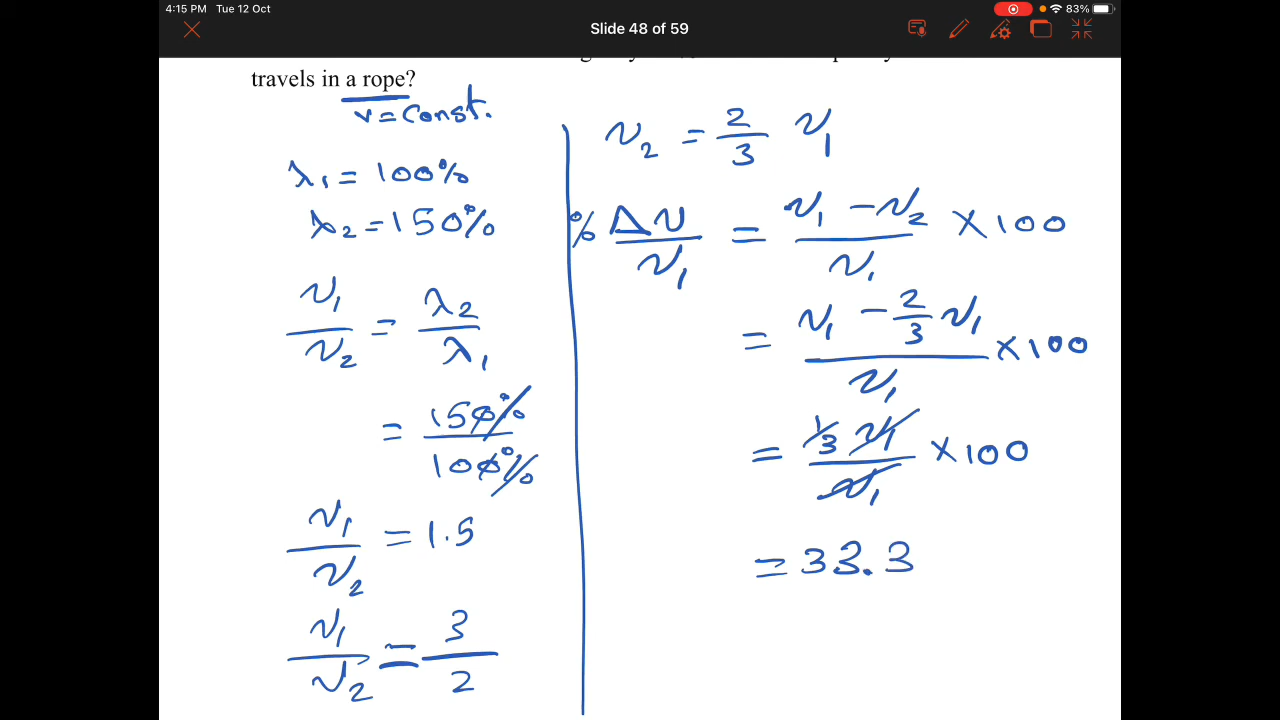 4:15 PM Tue 12 Oct
83%
Slide 48 of 59
travels in a rope?
v = const.
λ₁ = 100%
λ₂ = 150%
ν₁/ν₂ = λ₂/λ₁
= 150%/100%
ν₁/ν₂ = 1.5
ν₁/ν₂ = 3/2
ν₂ = 2/3 ν₁
% Δν/ν₁ = (ν₁ − ν₂)/ν₁ × 100
= (ν₁ − 2/3 ν₁)/ν₁ × 100
= (1/3 ν₁)/ν₁ × 100
= 33.3